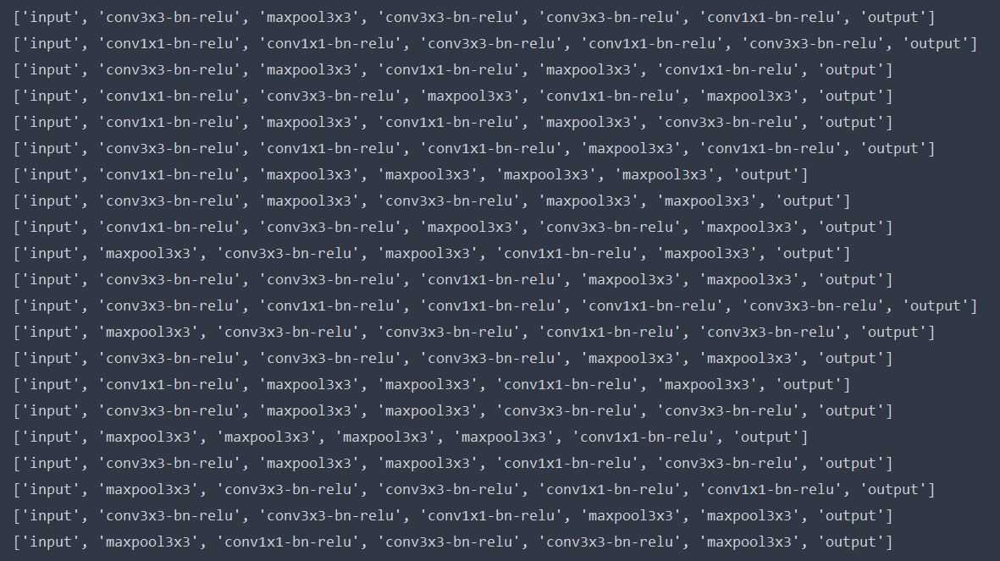 ['input', 'conv3x3-bn-relu', 'maxpool3x3', 'conv3x3-bn-relu', 'conv3x3-bn-relu', 'conv1x1-bn-relu', 'output']
['input', 'conv1x1-bn-relu', 'conv1x1-bn-relu', 'conv3x3-bn-relu', 'conv1x1-bn-relu', 'conv3x3-bn-relu', 'output']
['input', 'conv3x3-bn-relu', 'maxpool3x3', 'conv1x1-bn-relu', 'maxpool3x3', 'conv1x1-bn-relu', 'output']
['input', 'conv1x1-bn-relu', 'conv3x3-bn-relu', 'maxpool3x3', 'conv1x1-bn-relu', 'maxpool3x3', 'output']
['input', 'conv1x1-bn-relu', 'maxpool3x3', 'conv1x1-bn-relu', 'maxpool3x3', 'conv3x3-bn-relu', 'output']
['input', 'conv3x3-bn-relu', 'conv1x1-bn-relu', 'conv1x1-bn-relu', 'maxpool3x3', 'conv1x1-bn-relu', 'output']
['input', 'conv1x1-bn-relu', 'maxpool3x3', 'maxpool3x3', 'maxpool3x3', 'maxpool3x3', 'output']
['input', 'conv3x3-bn-relu', 'maxpool3x3', 'conv3x3-bn-relu', 'maxpool3x3', 'maxpool3x3', 'output']
['input', 'conv1x1-bn-relu', 'conv3x3-bn-relu', 'maxpool3x3', 'conv3x3-bn-relu', 'maxpool3x3', 'output']
['input', 'maxpool3x3', 'conv3x3-bn-relu', 'maxpool3x3', 'conv1x1-bn-relu', 'maxpool3x3', 'output']
['input', 'conv3x3-bn-relu', 'conv3x3-bn-relu', 'conv1x1-bn-relu', 'maxpool3x3', 'maxpool3x3', 'output']
['input', 'conv3x3-bn-relu', 'conv1x1-bn-relu', 'conv1x1-bn-relu', 'conv1x1-bn-relu', 'conv3x3-bn-relu', 'output']
['input', 'maxpool3x3', 'conv3x3-bn-relu', 'conv3x3-bn-relu', 'conv1x1-bn-relu', 'conv3x3-bn-relu', 'output']
['input', 'conv3x3-bn-relu', 'conv3x3-bn-relu', 'conv3x3-bn-relu', 'maxpool3x3', 'maxpool3x3', 'output']
['input', 'conv1x1-bn-relu', 'maxpool3x3', 'maxpool3x3', 'conv1x1-bn-relu', 'maxpool3x3', 'output']
['input', 'conv3x3-bn-relu', 'maxpool3x3', 'maxpool3x3', 'conv3x3-bn-relu', 'conv3x3-bn-relu', 'output']
['input', 'maxpool3x3', 'maxpool3x3', 'maxpool3x3', 'maxpool3x3', 'conv1x1-bn-relu', 'output']
['input', 'conv3x3-bn-relu', 'maxpool3x3', 'maxpool3x3', 'conv1x1-bn-relu', 'conv3x3-bn-relu', 'output']
['input', 'maxpool3x3', 'conv3x3-bn-relu', 'conv3x3-bn-relu', 'conv1x1-bn-relu', 'conv1x1-bn-relu', 'output']
['input', 'conv3x3-bn-relu', 'conv3x3-bn-relu', 'conv1x1-bn-relu', 'maxpool3x3', 'maxpool3x3', 'output']
['input', 'maxpool3x3', 'conv1x1-bn-relu', 'conv3x3-bn-relu', 'conv3x3-bn-relu', 'maxpool3x3', 'output']